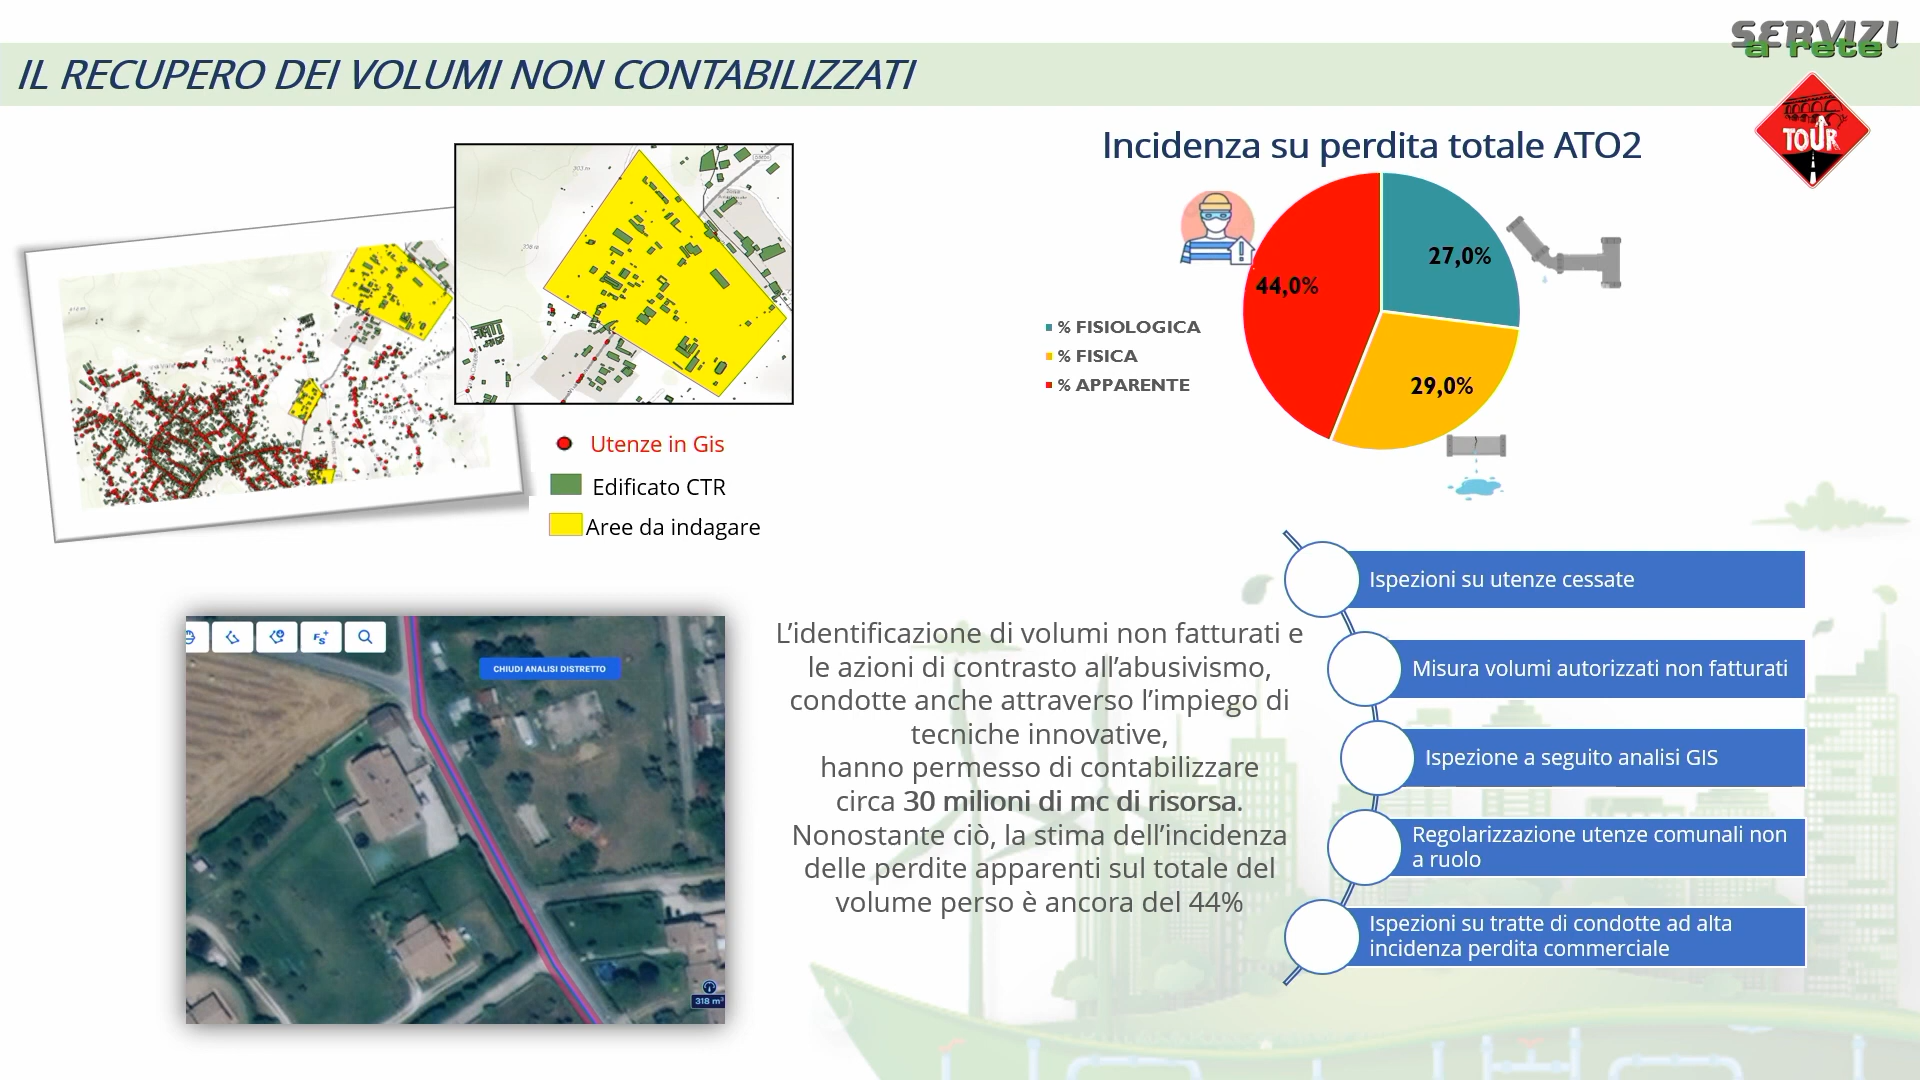 SERVIZI
a rete
IL RECUPERO DEI VOLUMI NON CONTABILIZZATI
TOUR
Incidenza su perdita totale ATO2
27,0%
44,0%
29,0%
% FISIOLOGICA
% FISICA
% APPARENTE
Utenze in Gis
Edificato CTR
Aree da indagare
CHIUDI ANALISI DISTRETTO
318 m³
L’identificazione di volumi non fatturati e
le azioni di contrasto all’abusivismo,
condotte anche attraverso l’impiego di
tecniche innovative,
hanno permesso di contabilizzare
circa 30 milioni di mc di risorsa.
Nonostante ciò, la stima dell’incidenza
delle perdite apparenti sul totale del
volume perso è ancora del 44%
Ispezioni su utenze cessate
Misura volumi autorizzati non fatturati
Ispezione a seguito analisi GIS
Regolarizzazione utenze comunali non
a ruolo
Ispezioni su tratte di condotte ad alta
incidenza perdita commerciale